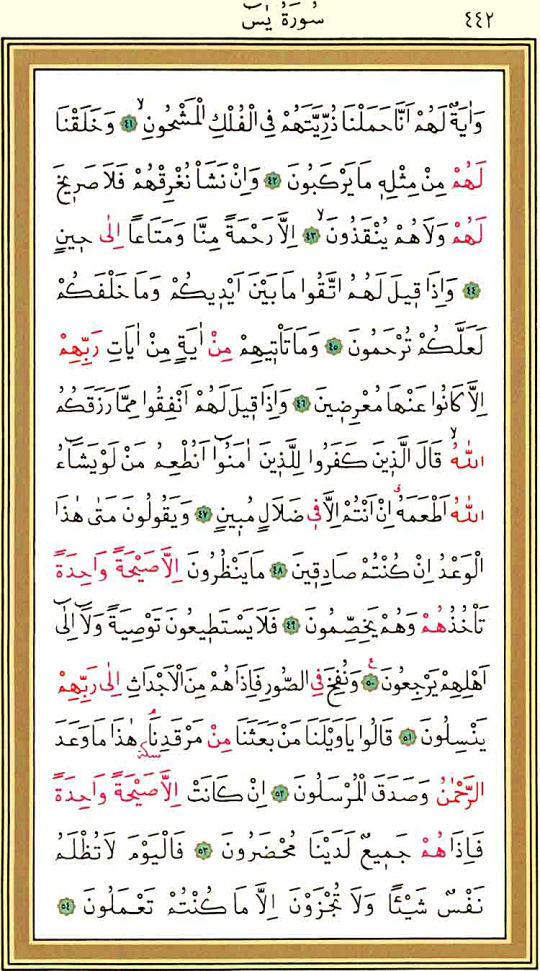 سُورَةُ يٰسٓ ٤٤٢
وَاٰيَةٌ لَهُمْ اَنَّا حَمَلْنَا ذُرِّيَّتَهُمْ فِي الْفُلْكِ الْمَشْحُونِۙ ﴿٤١﴾ وَخَلَقْنَا
لَهُمْ مِنْ مِثْلِهٖ مَا يَرْكَبُونَ ﴿٤٢﴾ وَاِنْ نَشَأْ نُغْرِقْهُمْ فَلَا صَرٖيخَ
لَهُمْ وَلَا هُمْ يُنْقَذُونَۙ ﴿٤٣﴾ اِلَّا رَحْمَةً مِنَّا وَمَتَاعًا اِلٰى حٖينٍ
﴿٤٤﴾ وَاِذَا قٖيلَ لَهُمُ اتَّقُوا مَا بَيْنَ اَيْدٖيكُمْ وَمَا خَلْفَكُمْ
لَعَلَّكُمْ تُرْحَمُونَ ﴿٤٥﴾ وَمَا تَأْتٖيهِمْ مِنْ اٰيَةٍ مِنْ اٰيَاتِ رَبِّهِمْ
اِلَّا كَانُوا عَنْهَا مُعْرِضٖينَ ﴿٤٦﴾ وَاِذَا قٖيلَ لَهُمْ اَنْفِقُوا مِمَّا رَزَقَكُمُ
اللّٰهُۙ قَالَ الَّذٖينَ كَفَرُوا لِلَّذٖينَ اٰمَنُٓوا اَنُطْعِمُ مَنْ لَوْ يَشَٓاءُ
اللّٰهُ اَطْعَمَهُۗ اِنْ اَنْتُمْ اِلَّا فٖي ضَلَالٍ مُبٖينٍ ﴿٤٧﴾ وَيَقُولُونَ مَتٰى هٰذَا
الْوَعْدُ اِنْ كُنْتُمْ صَادِقٖينَ ﴿٤٨﴾ مَا يَنْظُرُونَ اِلَّا صَيْحَةً وَاحِدَةً
تَأْخُذُهُمْ وَهُمْ يَخِصِّمُونَ ﴿٤٩﴾ فَلَا يَسْتَطٖيعُونَ تَوْصِيَةً وَلَٓا اِلٰٓى
اَهْلِهِمْ يَرْجِعُونَ ﴿٥٠﴾ وَنُفِخَ فِي الصُّورِ فَاِذَا هُمْ مِنَ الْاَجْدَاثِ اِلٰى رَبِّهِمْ
يَنْسِلُونَ ﴿٥١﴾ قَالُوا يَا وَيْلَنَا مَنْ بَعَثَنَا مِنْ مَرْقَدِنَاۢ سكته هٰذَا مَا وَعَدَ
الرَّحْمٰنُ وَصَدَقَ الْمُرْسَلُونَ ﴿٥٢﴾ اِنْ كَانَتْ اِلَّا صَيْحَةً وَاحِدَةً
فَاِذَا هُمْ جَمٖيعٌ لَدَيْنَا مُحْضَرُونَ ﴿٥٣﴾ فَالْيَوْمَ لَا تُظْلَمُ
نَفْسٌ شَيْئًا وَلَا تُجْزَوْنَ اِلَّا مَا كُنْتُمْ تَعْمَلُونَ ﴿٥٤﴾